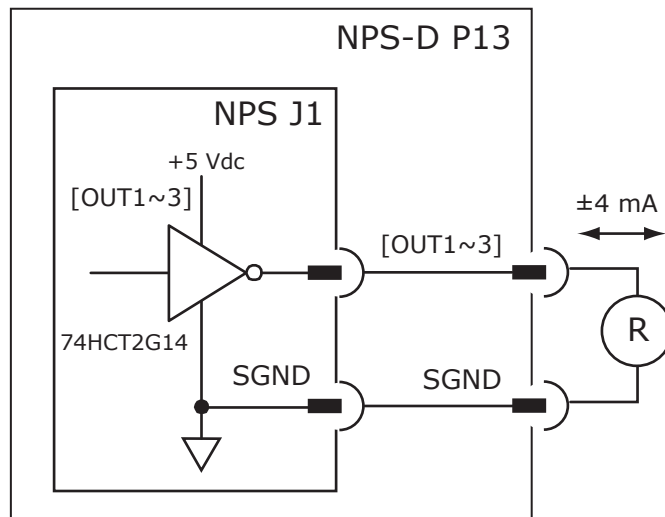 NPS-D P13
NPS J1
+5 Vdc
[OUT1~3]
±4 mA
[OUT1~3]
R
74HCT2G14
SGND
SGND